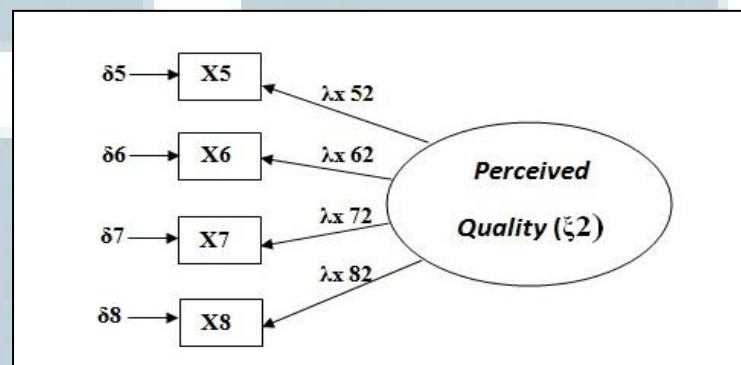 δ5 X5
λx 52
δ6 X6
λx 62
Perceived
Quality (ξ2)
δ7 X7
λx 72
λx 82
δ8 X8